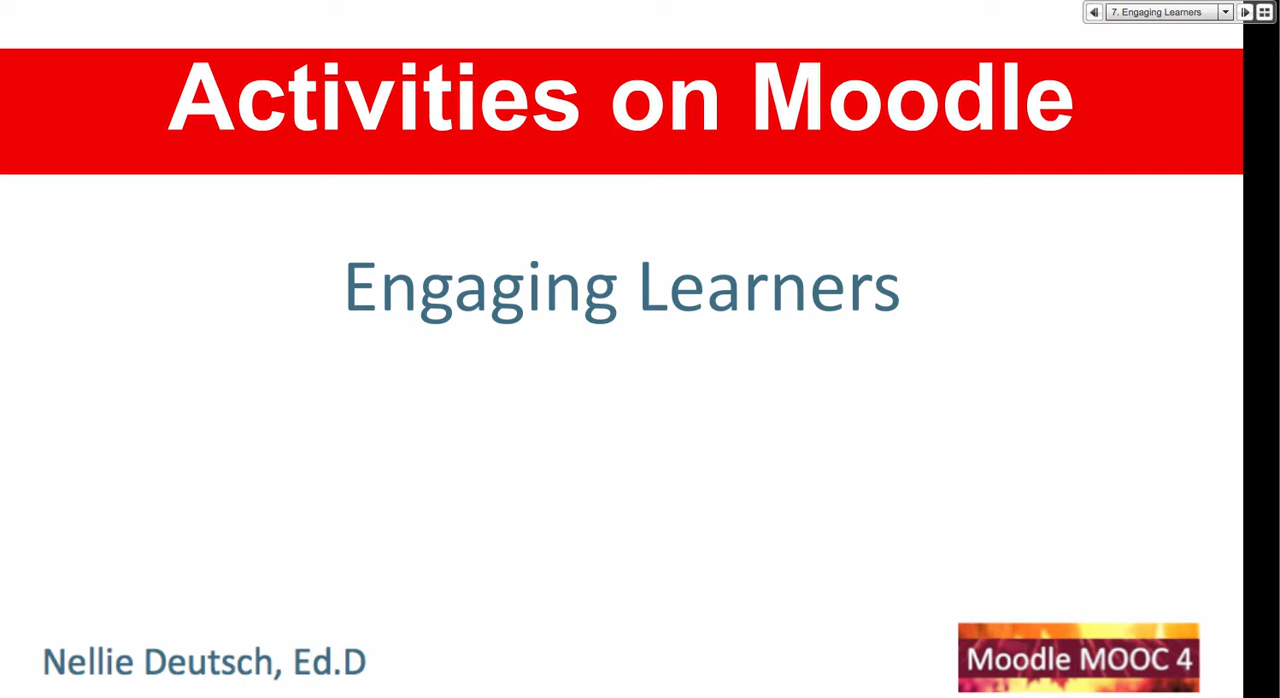 7. Engaging Learners
Activities on Moodle
Engaging Learners
Nellie Deutsch, Ed.D
Moodle MOOC 4